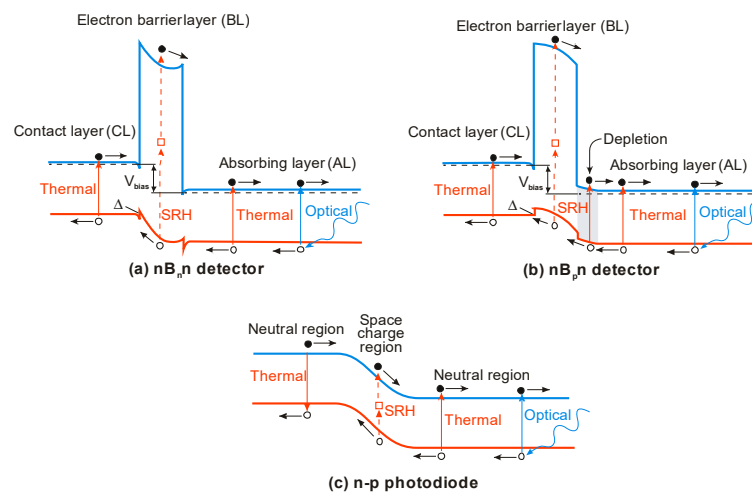 Electron barrier layer (BL)
Contact layer (CL)
Absorbing layer (AL)
V_bias
Thermal
Δ
SRH
Thermal
Optical
(a) nB_n n detector
Electron barrier layer (BL)
Contact layer (CL)
Depletion
Absorbing layer (AL)
V_bias
Thermal
Δ
SRH
Thermal
Optical
(b) nB_p n detector
Neutral region
Space
charge
region
Neutral region
Thermal
SRH
Thermal
Optical
(c) n-p photodiode